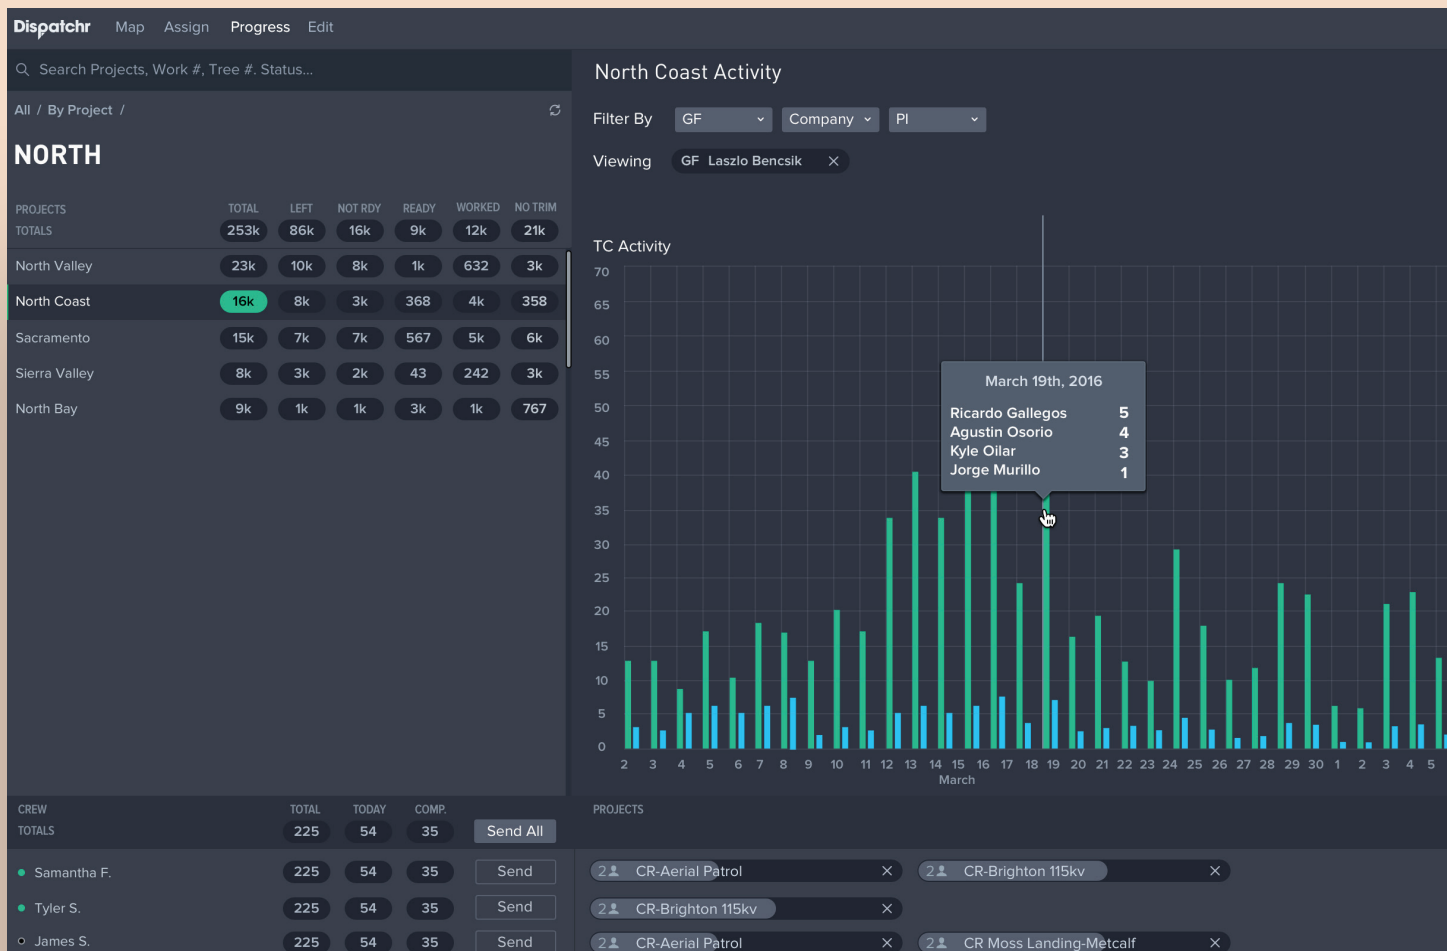 Dispatchr Map Assign Progress Edit
Search Projects, Work #, Tree #. Status...
All / By Project /
NORTH
PROJECTS TOTAL LEFT NOT RDY READY WORKED NO TRIM
TOTALS 253k 86k 16k 9k 12k 21k
North Valley 23k 10k 8k 1k 632 3k
North Coast 16k 8k 3k 368 4k 358
Sacramento 15k 7k 7k 567 5k 6k
Sierra Valley 8k 3k 2k 43 242 3k
North Bay 9k 1k 1k 3k 1k 767
North Coast Activity
Filter By GF Company PI
Viewing GF Laszlo Bencsik
TC Activity
70
65
60
55
50
45
40
35
30
25
20
15
10
5
0
March 19th, 2016
Ricardo Gallegos 5
Agustin Osorio 4
Kyle Oilar 3
Jorge Murillo 1
2 3 4 5 6 7 8 9 10 11 12 13 14 15 16 17 18 19 20 21 22 23 24 25 26 27 28 29 30 1 2 3 4 5
March
CREW TOTAL TODAY COMP.
TOTALS 225 54 35 Send All
PROJECTS
Samantha F. 225 54 35 Send 2 CR-Aerial Patrol 2 CR-Brighton 115kv
Tyler S. 225 54 35 Send 2 CR-Brighton 115kv
James S. 225 54 35 Send 2 CR-Aerial Patrol 2 CR Moss Landing-Metcalf